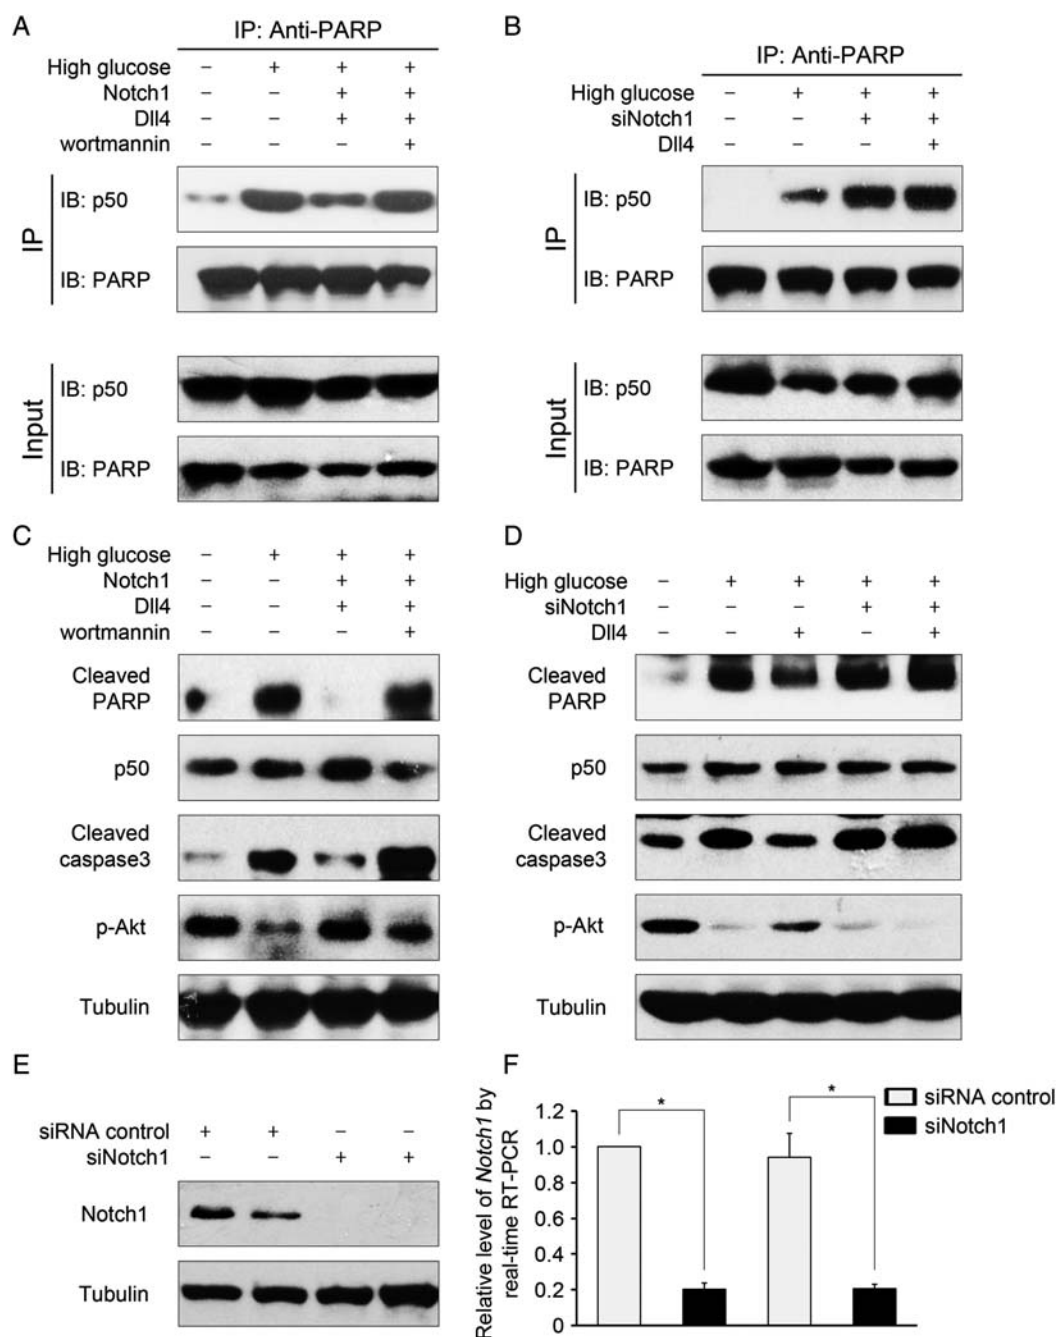 A
IP: Anti-PARP
High glucose – + + +
Notch1 – – + +
Dll4 – – + +
wortmannin – – – +
IP
IB: p50
IB: PARP
Input
IB: p50
IB: PARP
B
IP: Anti-PARP
High glucose – + + +
siNotch1 – – + +
Dll4 – – – +
IP
IB: p50
IB: PARP
Input
IB: p50
IB: PARP
C
High glucose – + + +
Notch1 – – + +
Dll4 – – + +
wortmannin – – – +
Cleaved
PARP
p50
Cleaved
caspase3
p-Akt
Tubulin
D
High glucose – + + + +
siNotch1 – – – + +
Dll4 – – + – +
Cleaved
PARP
p50
Cleaved
caspase3
p-Akt
Tubulin
E
siRNA control + + – –
siNotch1 – – + +
Notch1
Tubulin
F
Relative level of Notch1 by
real-time RT-PCR
1.2
1.0
0.8
0.6
0.4
0.2
0
*
*
siRNA control
siNotch1